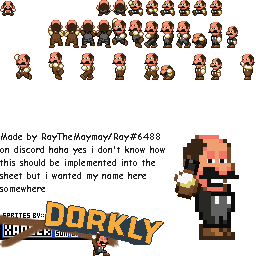 Made by RayTheMaymay/Ray#6488
on discord haha yes i don't know how
this should be implemented into the
sheet but i wanted my name here
somewhere
SPRITES BY:
DORKLY